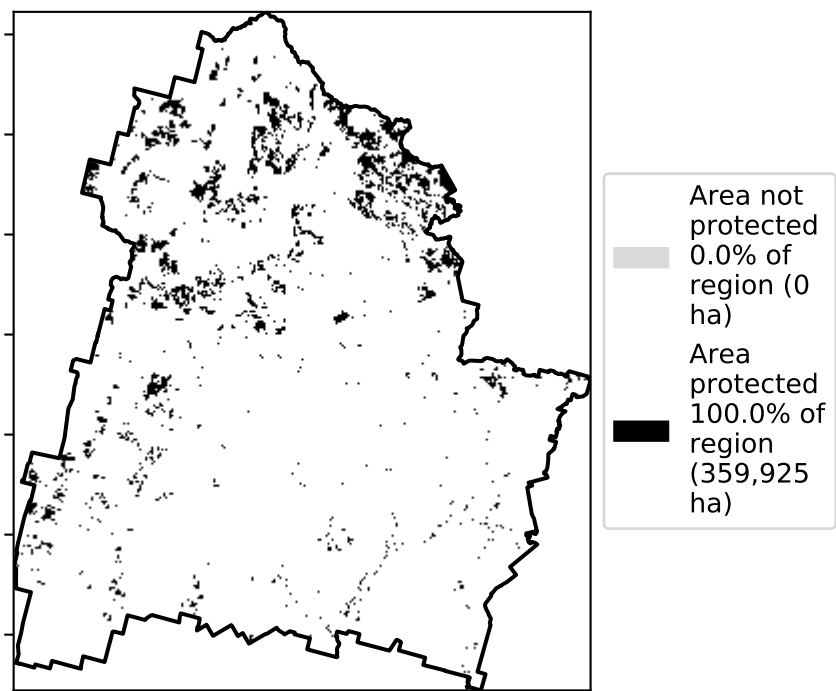 Area not
protected
0.0% of
region (0
ha)
Area
protected
100.0% of
region
(359,925
ha)